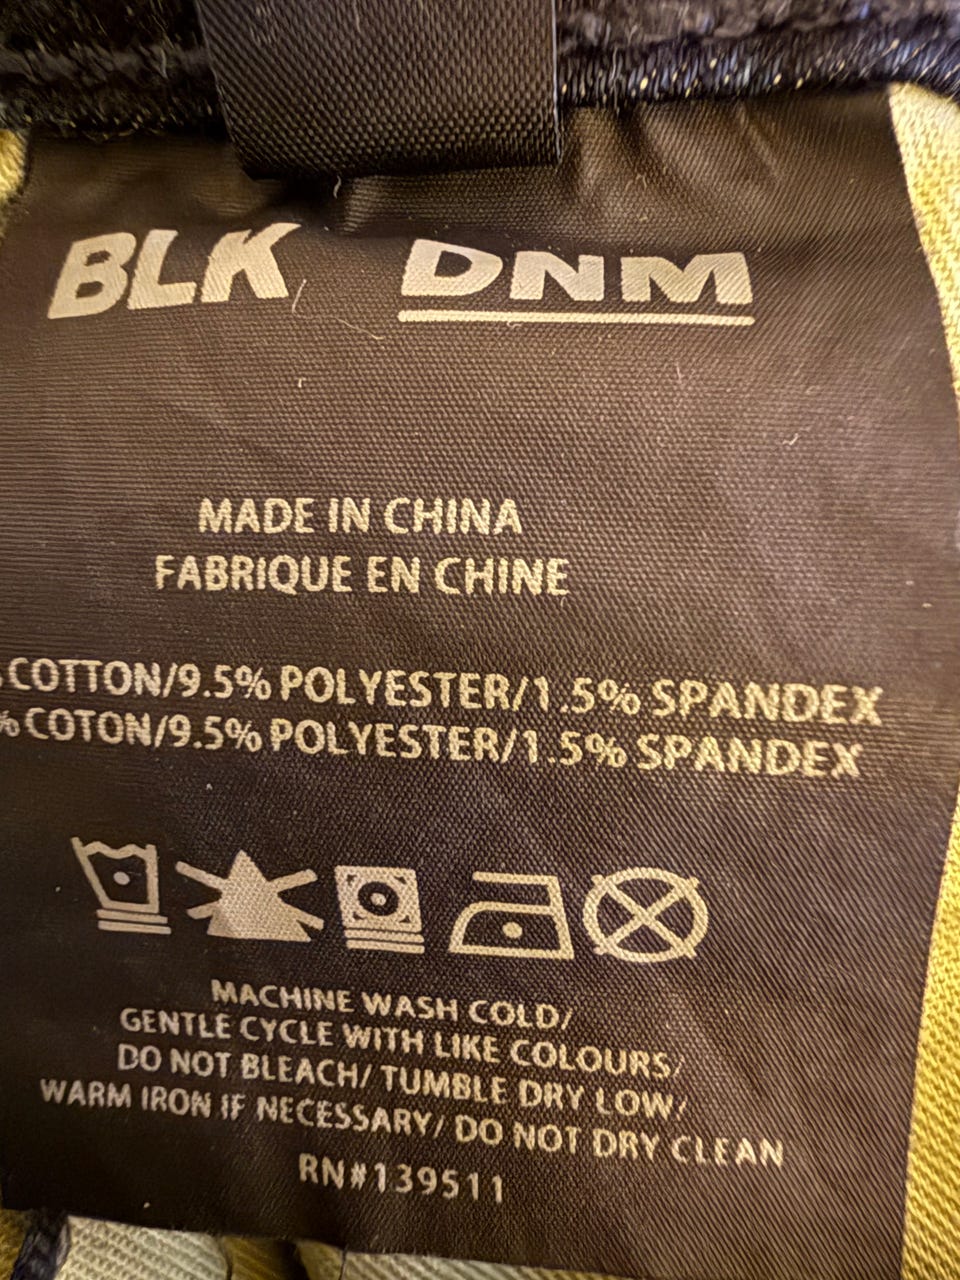 BLK DNM
MADE IN CHINA
FABRIQUE EN CHINE
COTTON/9.5% POLYESTER/1.5% SPANDEX
% COTON/9.5% POLYESTER/1.5% SPANDEX
MACHINE WASH COLD/
GENTLE CYCLE WITH LIKE COLOURS/
DO NOT BLEACH/ TUMBLE DRY LOW/
WARM IRON IF NECESSARY/ DO NOT DRY CLEAN
RN#139511